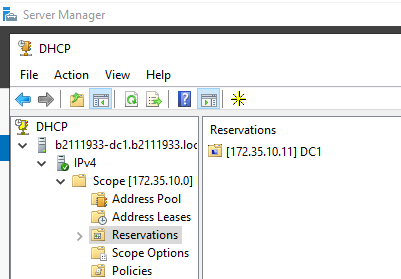 Server Manager
DHCP
File Action View Help
DHCP
b2111933-dc1.b2111933.loc
IPv4
Scope [172.35.10.0]
Address Pool
Address Leases
Reservations
Scope Options
Policies
Reservations
[172.35.10.11] DC1